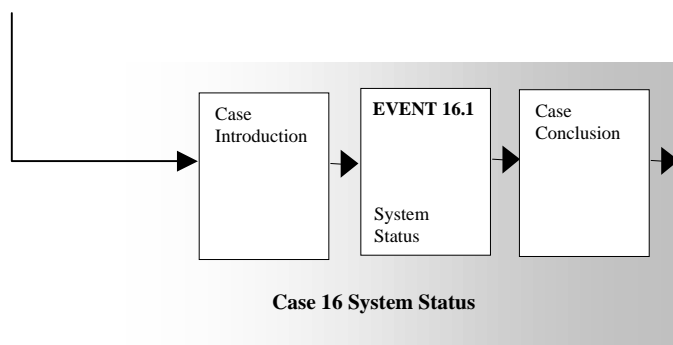 Case
Introduction
EVENT 16.1
System
Status
Case
Conclusion
Case 16 System Status